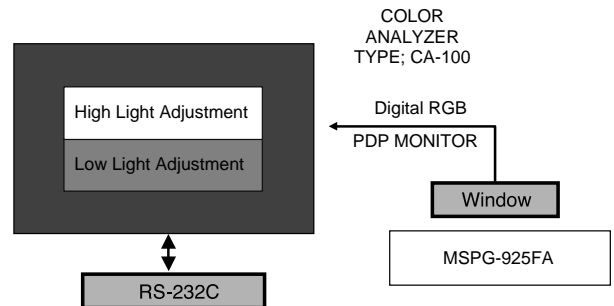 COLOR
ANALYZER
TYPE; CA-100
High Light Adjustment
Low Light Adjustment
Digital RGB
PDP MONITOR
Window
MSPG-925FA
RS-232C